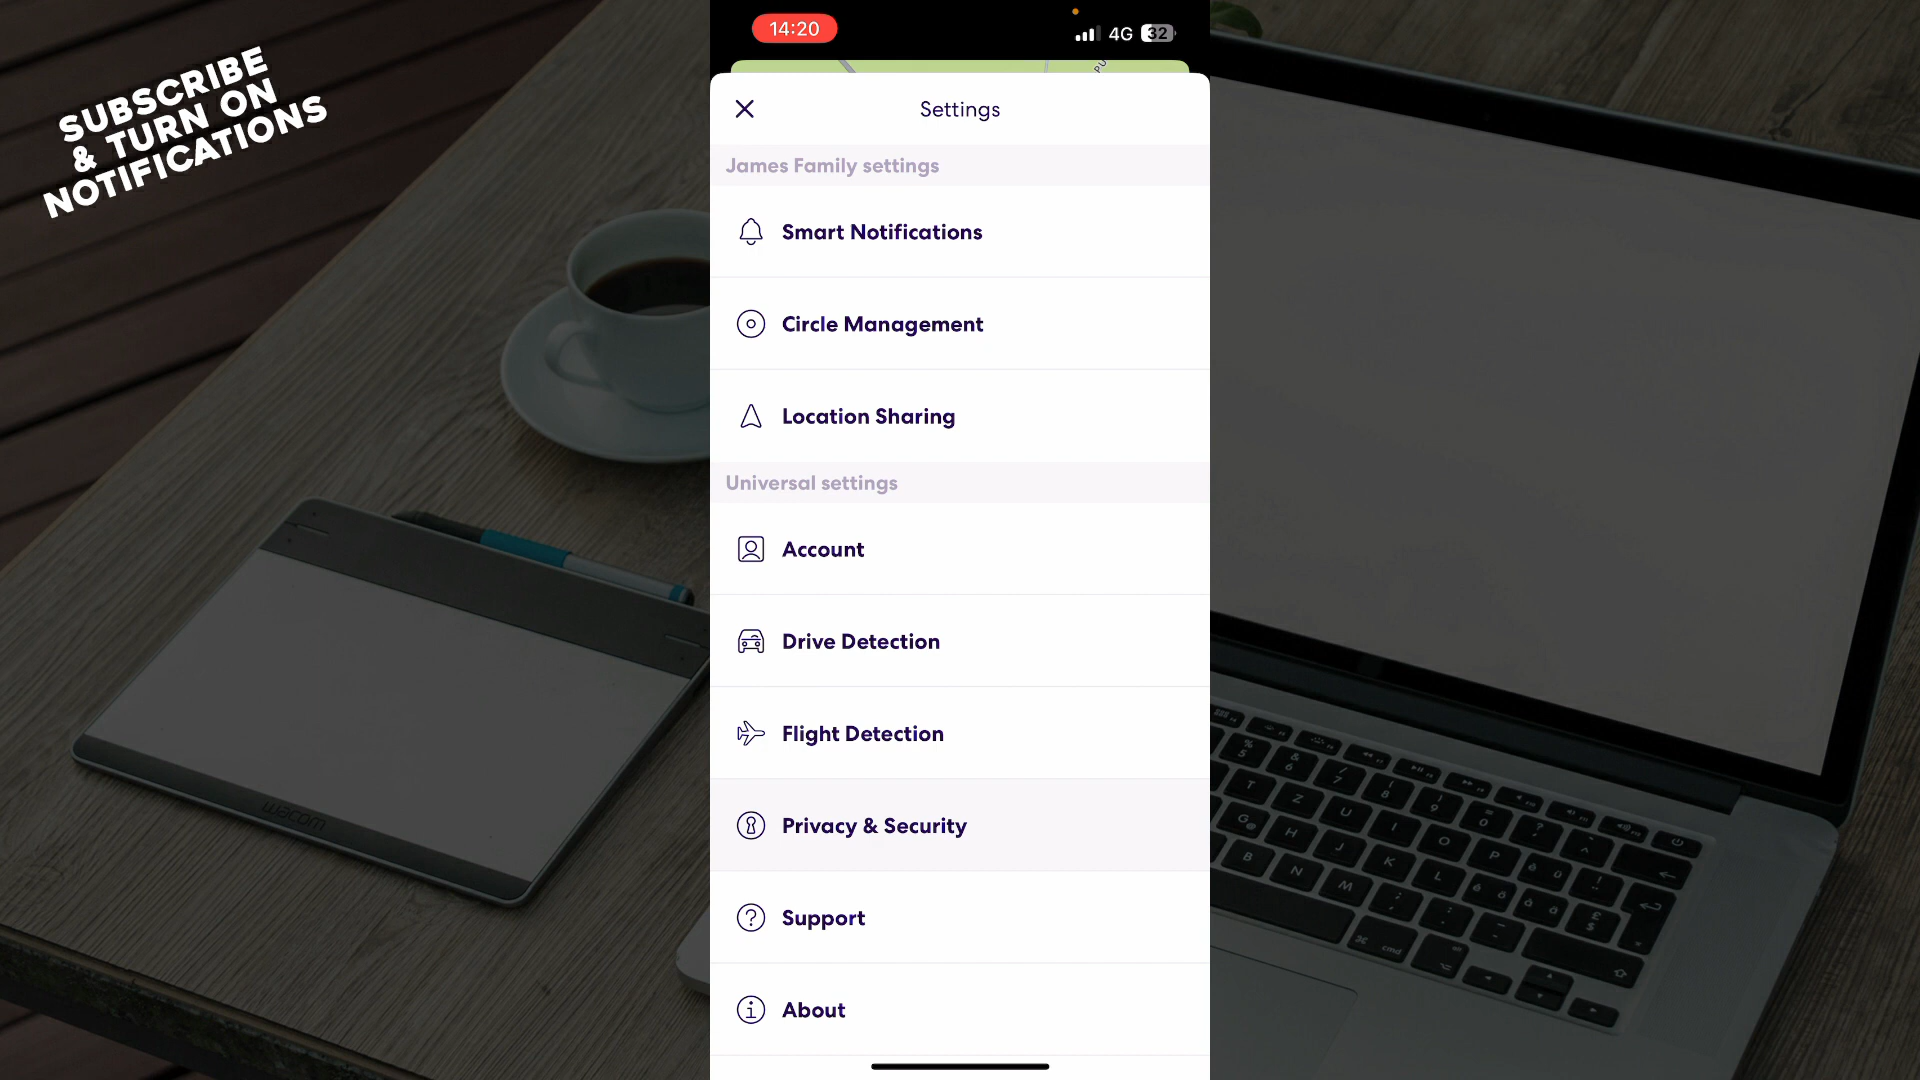 SUBSCRIBE
& TURN ON
NOTIFICATIONS
14:20
4G 32
Settings
James Family settings
Smart Notifications
Circle Management
Location Sharing
Universal settings
Account
Drive Detection
Flight Detection
Privacy & Security
Support
About
wacom